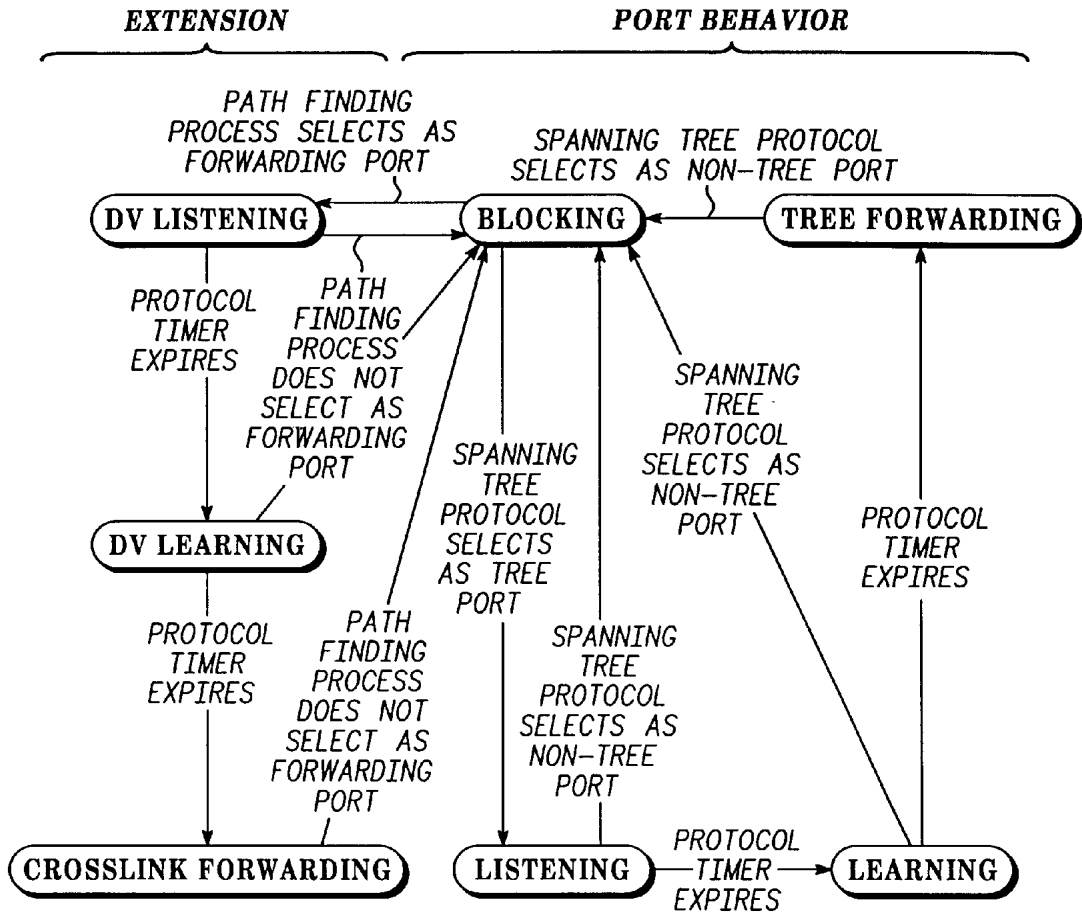 EXTENSION
PORT BEHAVIOR
PATH FINDING
PROCESS SELECTS AS
FORWARDING PORT
SPANNING TREE PROTOCOL
SELECTS AS NON-TREE PORT
DV LISTENING
BLOCKING
TREE FORWARDING
PROTOCOL
TIMER
EXPIRES
PATH
FINDING
PROCESS
DOES NOT
SELECT AS
FORWARDING
PORT
SPANNING
TREE
PROTOCOL
SELECTS AS
NON-TREE
PORT
SPANNING
TREE
PROTOCOL
SELECTS
AS TREE
PORT
PROTOCOL
TIMER
EXPIRES
DV LEARNING
PROTOCOL
TIMER
EXPIRES
PATH
FINDING
PROCESS
DOES NOT
SELECT AS
FORWARDING
PORT
SPANNING
TREE
PROTOCOL
SELECTS AS
NON-TREE
PORT
CROSSLINK FORWARDING
LISTENING
PROTOCOL
TIMER
EXPIRES
LEARNING